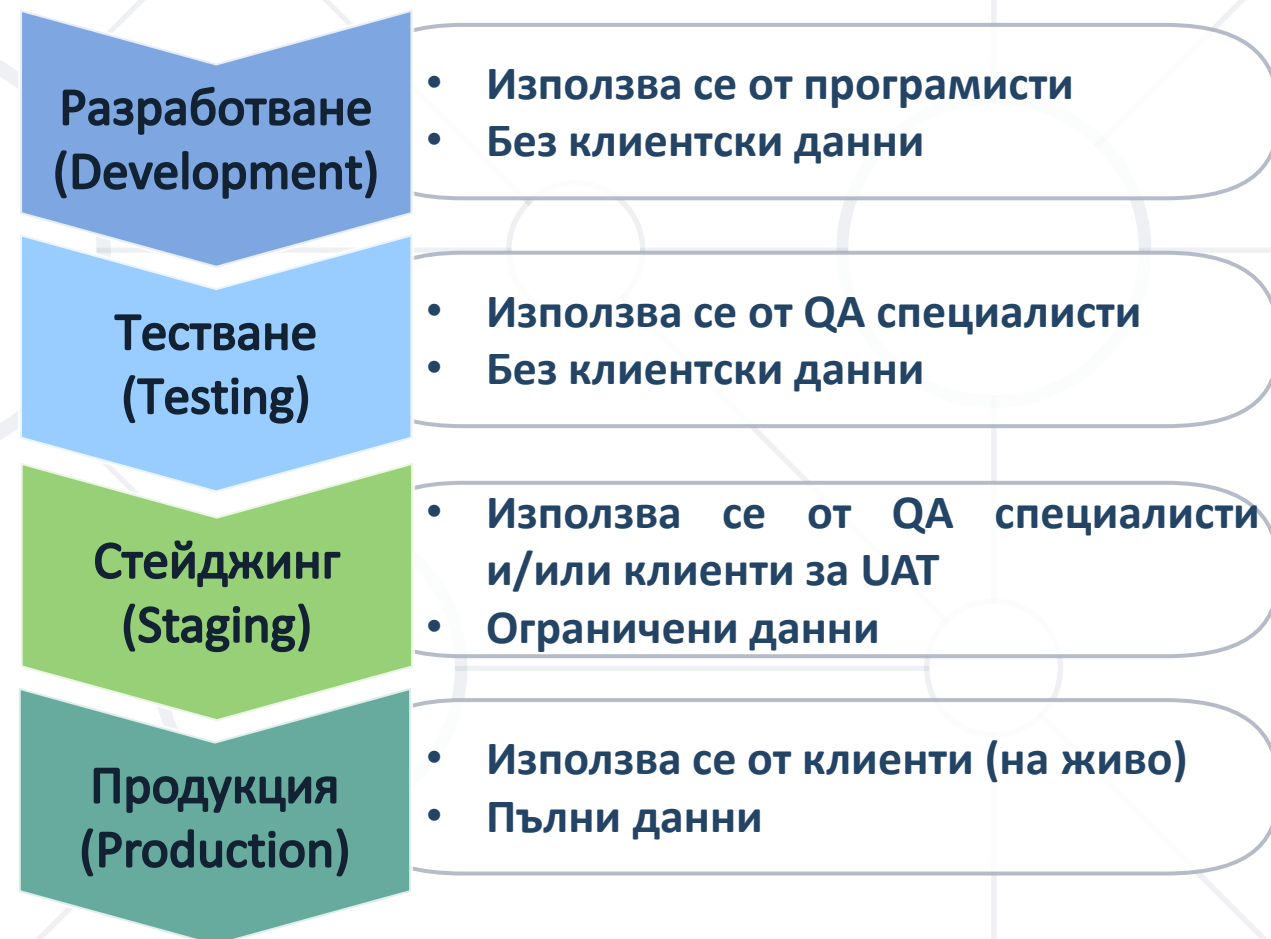 Разработване
(Development)
• Използва се от програмисти
• Без клиентски данни
Тестване
(Testing)
• Използва се от QA специалисти
• Без клиентски данни
Стейджинг
(Staging)
• Използва се от QA специалисти
и/или клиенти за UAT
• Ограничени данни
Продукция
(Production)
• Използва се от клиенти (на живо)
• Пълни данни